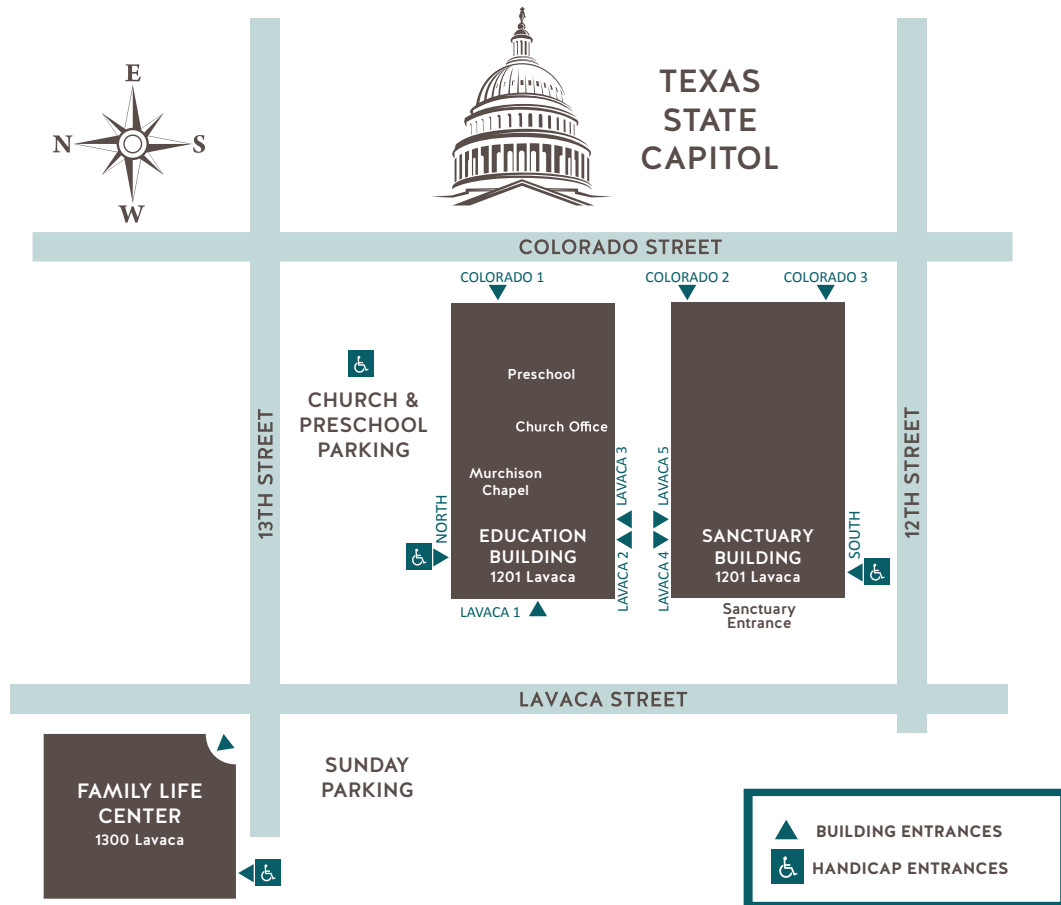 E
N
S
W
TEXAS
STATE
CAPITOL
COLORADO STREET
COLORADO 1
COLORADO 2
COLORADO 3
13TH STREET
12TH STREET
CHURCH &
PRESCHOOL
PARKING
Preschool
Church Office
Murchison
Chapel
NORTH
EDUCATION
BUILDING
1201 Lavaca
LAVACA 1
LAVACA 3
LAVACA 2
LAVACA 5
LAVACA 4
SANCTUARY
BUILDING
1201 Lavaca
SOUTH
Sanctuary
Entrance
LAVACA STREET
FAMILY LIFE
CENTER
1300 Lavaca
SUNDAY
PARKING
BUILDING ENTRANCES
HANDICAP ENTRANCES